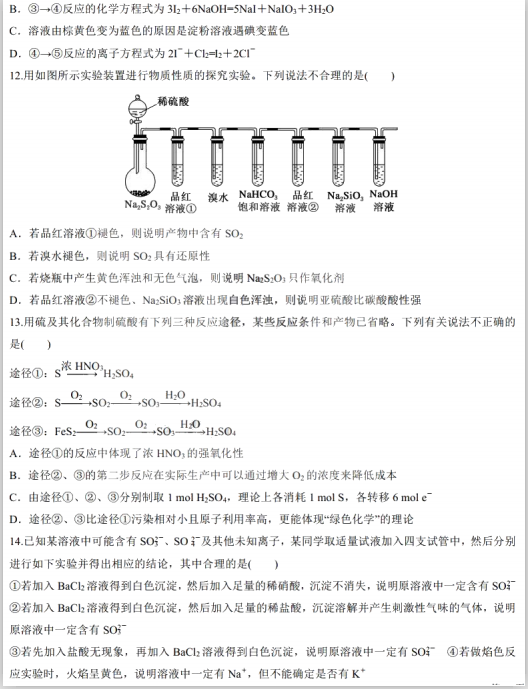 B．③→④反应的化学方程式为 3I₂＋6NaOH=5NaI＋NaIO₃＋3H₂O
C．溶液由棕黄色变为蓝色的原因是淀粉溶液遇碘变蓝色
D．④→⑤反应的离子方程式为 2I⁻＋Cl₂=I₂＋2Cl⁻
12.用如图所示实验装置进行物质性质的探究实验。下列说法不合理的是(　　)
稀硫酸
Na₂S₂O₃ 品红溶液① 溴水 NaHCO₃饱和溶液 品红溶液② Na₂SiO₃溶液 NaOH溶液
A．若品红溶液①褪色，则说明产物中含有 SO₂
B．若溴水褪色，则说明 SO₂ 具有还原性
C．若烧瓶中产生黄色浑浊和无色气泡，则说明 Na₂S₂O₃ 只作氧化剂
D．若品红溶液②不褪色、Na₂SiO₃ 溶液出现白色浑浊，则说明亚硫酸比碳酸酸性强
13.用硫及其化合物制硫酸有下列三种反应途径，某些反应条件和产物已省略。下列有关说法不正确的
是(　　)
途径①：S —浓 HNO₃→ H₂SO₄
途径②：S —O₂→ SO₂ —O₂→ SO₃ —H₂O→ H₂SO₄
途径③：FeS₂ —O₂→ SO₂ —O₂→ SO₃ —H₂O→ H₂SO₄
A．途径①的反应中体现了浓 HNO₃ 的强氧化性
B．途径②、③的第二步反应在实际生产中可以通过增大 O₂ 的浓度来降低成本
C．由途径①、②、③分别制取 1 mol H₂SO₄，理论上各消耗 1 mol S，各转移 6 mol e⁻
D．途径②、③比途径①污染相对小且原子利用率高，更能体现“绿色化学”的理论
14.已知某溶液中可能含有 SO₃²⁻、SO₄²⁻及其他未知离子，某同学取适量试液加入四支试管中，然后分别
进行如下实验并得出相应的结论，其中合理的是(　　)
①若加入 BaCl₂ 溶液得到白色沉淀，然后加入足量的稀硝酸，沉淀不消失，说明原溶液中一定含有 SO₄²⁻
②若加入 BaCl₂ 溶液得到白色沉淀，然后加入足量的稀盐酸，沉淀溶解并产生刺激性气味的气体，说明
原溶液中一定含有 SO₃²⁻
③若先加入盐酸无现象，再加入 BaCl₂ 溶液得到白色沉淀，说明原溶液中一定有 SO₄²⁻　④若做焰色反
应实验时，火焰呈黄色，说明溶液中一定有 Na⁺，但不能确定是否有 K⁺